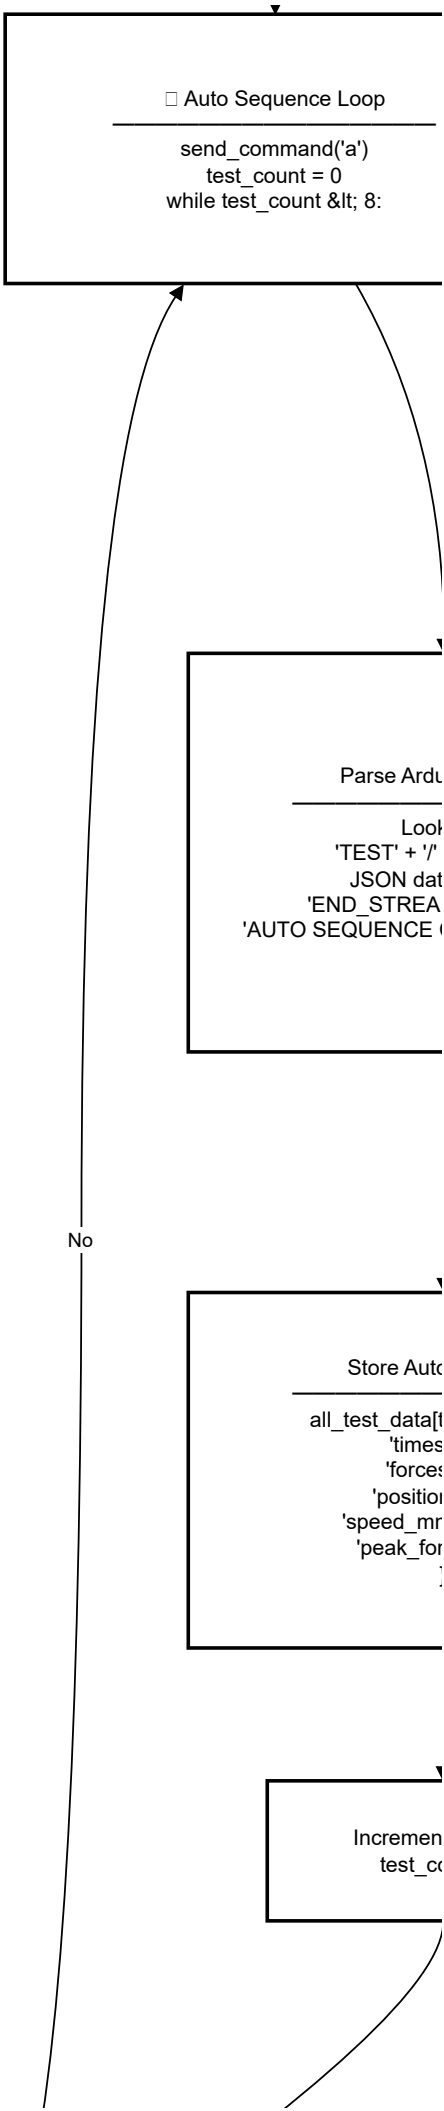 Auto Sequence Loop
send_command('a')
test_count = 0
while test_count &lt; 8:
Parse Ardu
Look
'TEST' + '/'
JSON dat
'END_STREA
'AUTO SEQUENCE
No
Store Auto
all_test_data[t
'times
'forces
'position
'speed_mm
'peak_for
Incremen
test_co